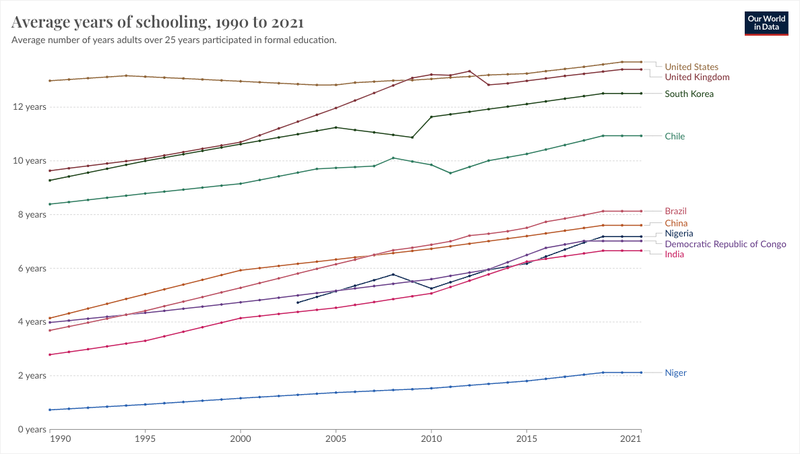 Average years of schooling, 1990 to 2021
Average number of years adults over 25 years participated in formal education.
Our World
in Data
United States
United Kingdom
12 years
South Korea
Chile
10 years
8 years
Brazil
China
Nigeria
Democratic Republic of Congo
6 years
India
4 years
2 years
Niger
0 years
1990
1995
2000
2005
2010
2015
2021